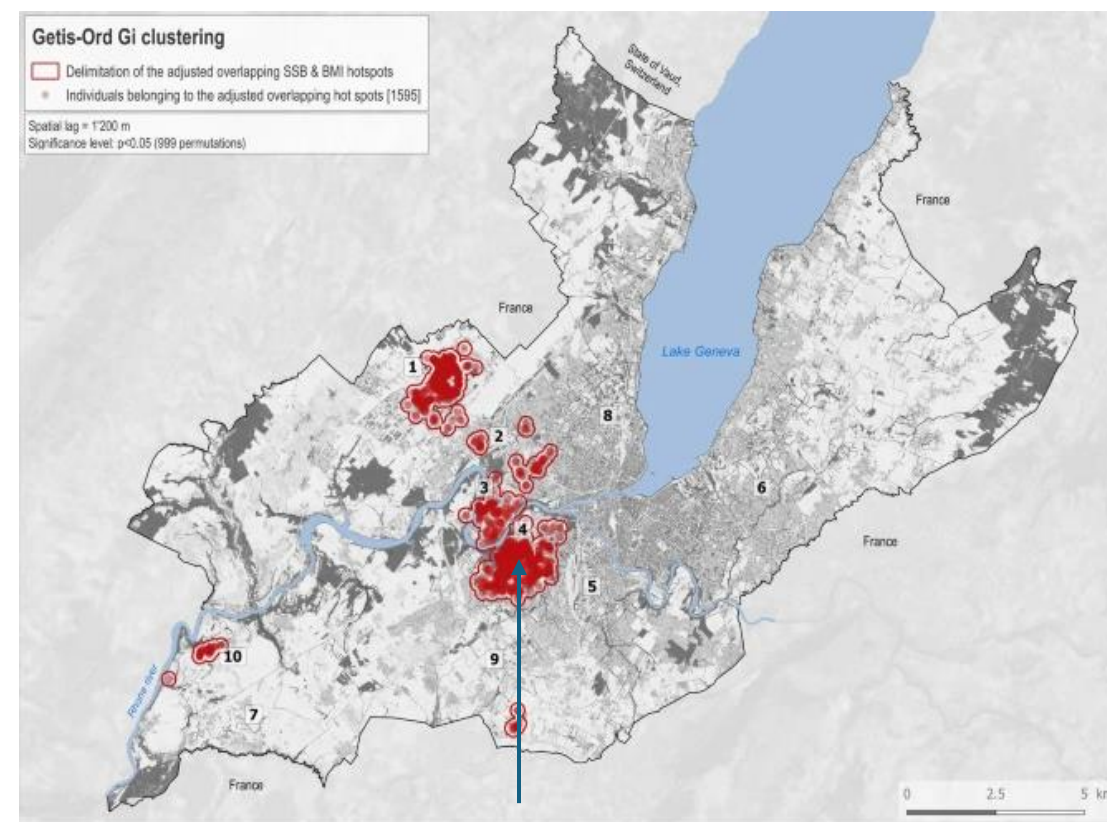 Getis-Ord Gi clustering
Delimitation of the adjusted overlapping SSB & BMI hotspots
Individuals belonging to the adjusted overlapping hot spots [1595]
Spatial lag = 1'200 m
Significance level: p<0.05 (999 permutations)
State of Vaud,
Switzerland
France
France
Lake Geneva
1
8
2
3
6
4
France
5
10
9
Rhone river
7
France
0 2.5 5 km